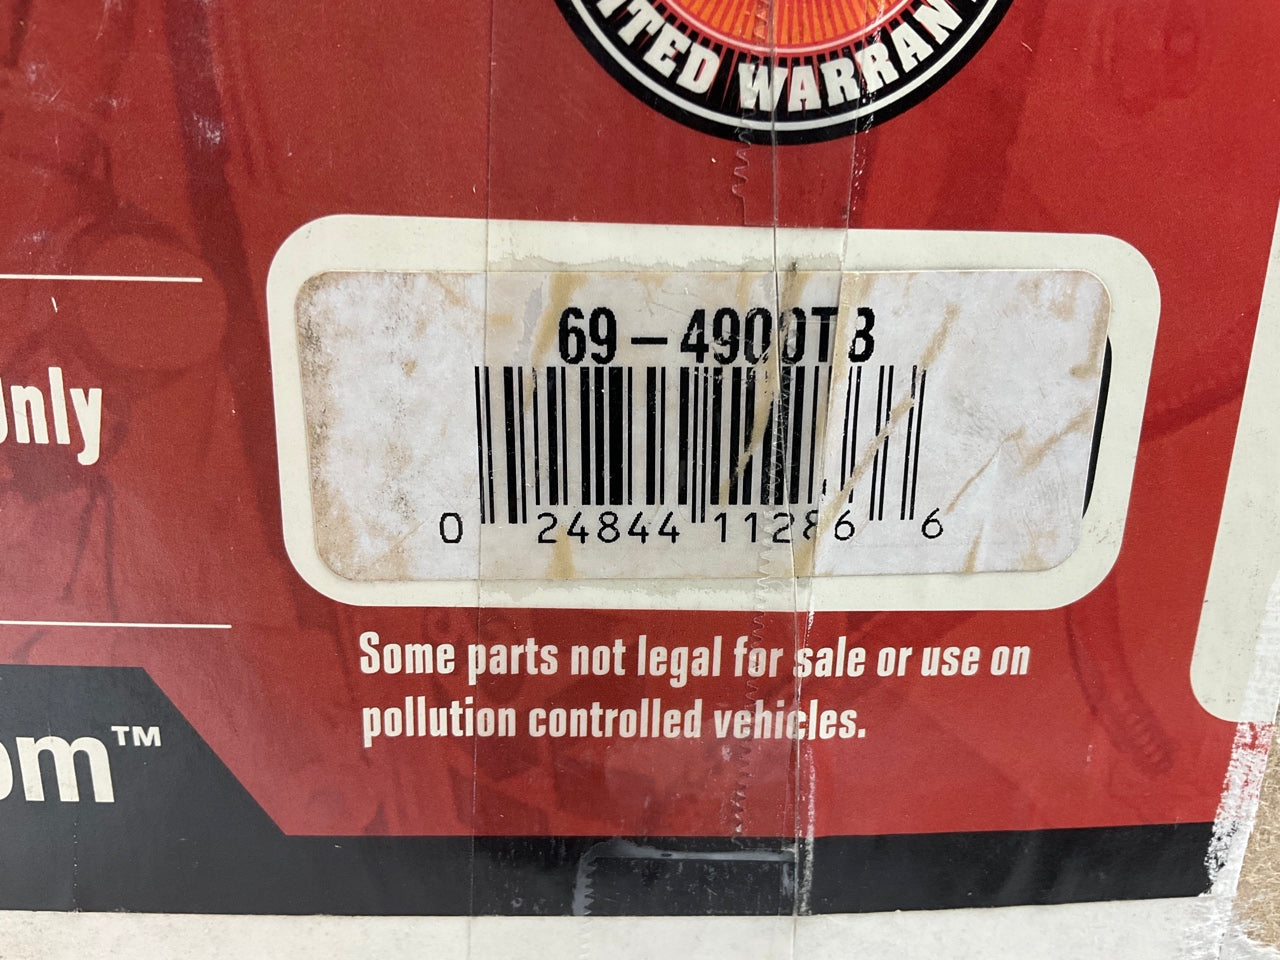 ITED WARRAN
69-4900TB
0 24844 11286 6
Only
Some parts not legal for sale or use on
pollution controlled vehicles.
om™